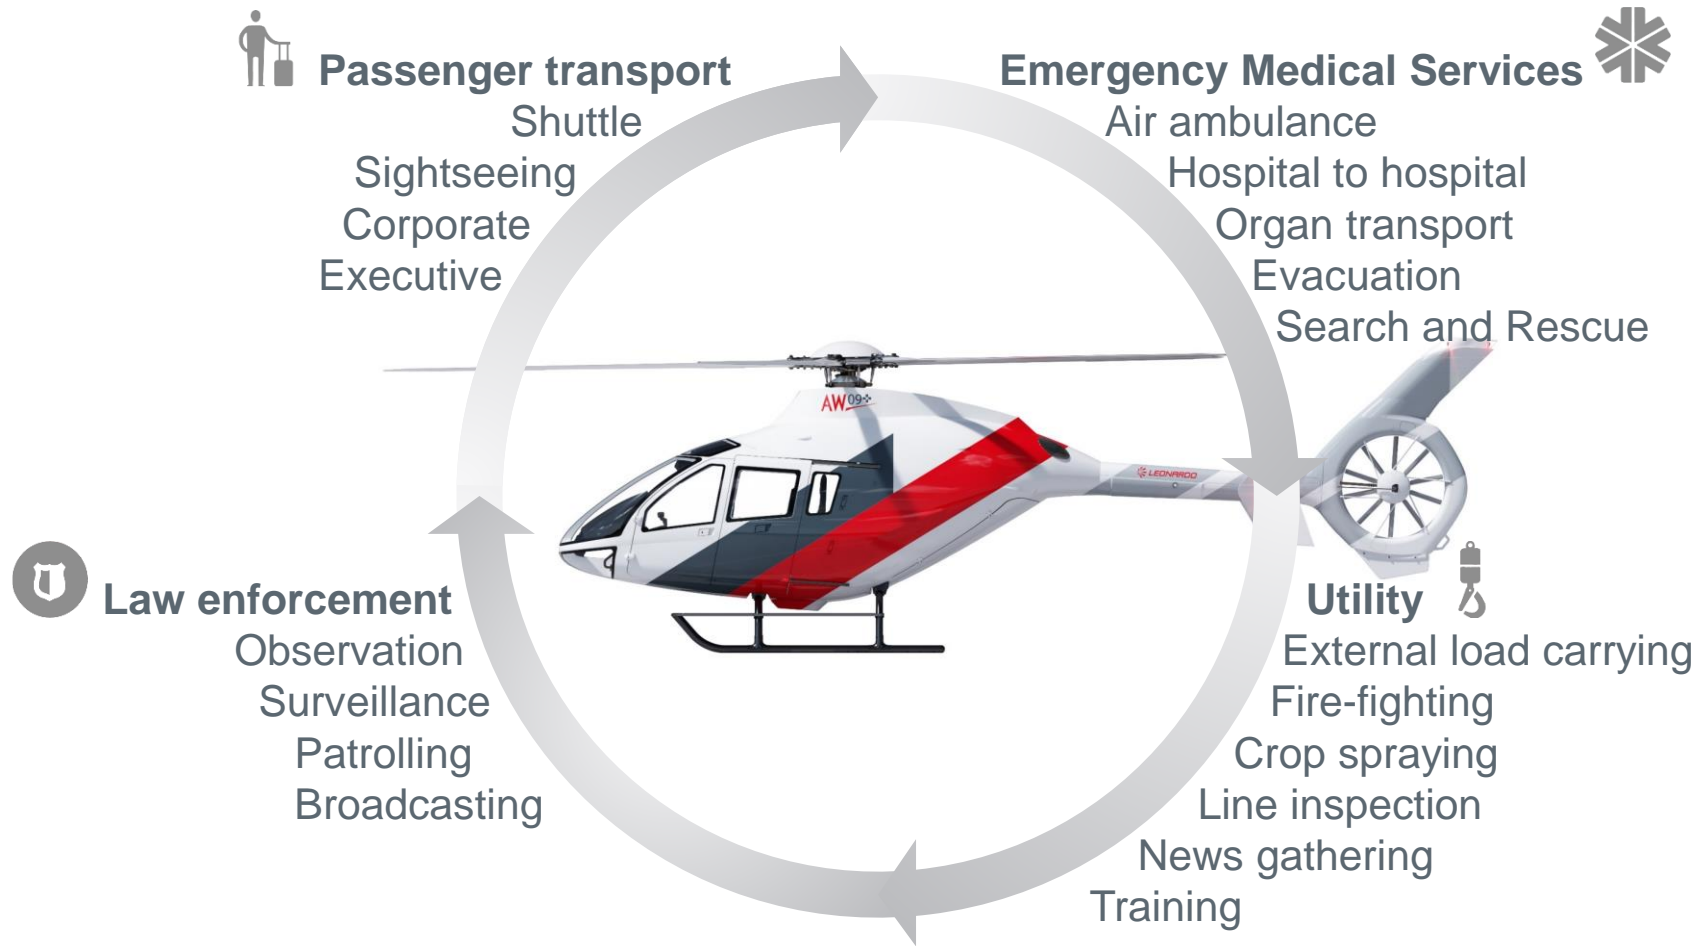 Passenger transport
Shuttle
Sightseeing
Corporate
Executive
Emergency Medical Services
Air ambulance
Hospital to hospital
Organ transport
Evacuation
Search and Rescue
AW09
LEONARDO
Law enforcement
Observation
Surveillance
Patrolling
Broadcasting
Utility
External load carrying
Fire-fighting
Crop spraying
Line inspection
News gathering
Training